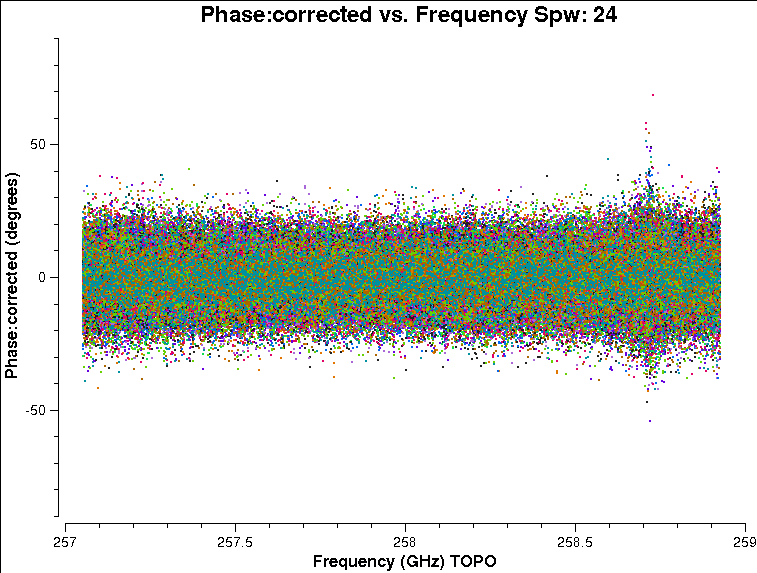 Phase:corrected vs. Frequency Spw: 24
Phase:corrected (degrees)
50
0
-50
257
257.5
258
258.5
259
Frequency (GHz) TOPO